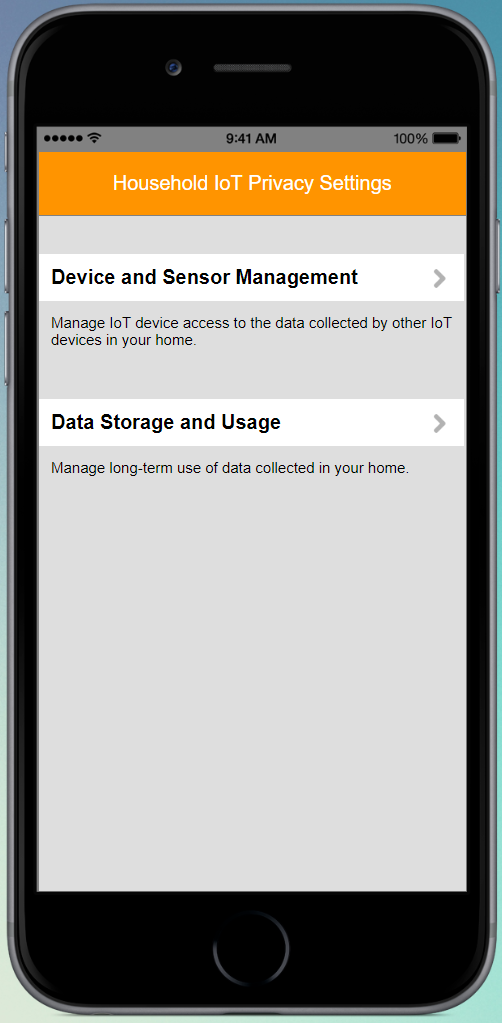 9:41 AM 100%
Household IoT Privacy Settings
Device and Sensor Management
Manage IoT device access to the data collected by other IoT
devices in your home.
Data Storage and Usage
Manage long-term use of data collected in your home.